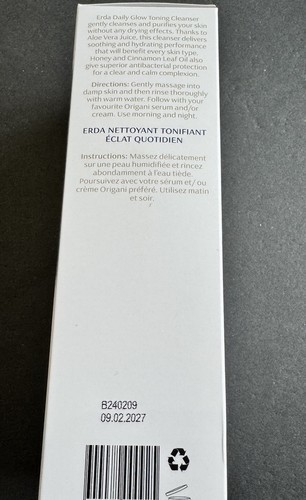 Erda Daily Glow Toning Cleanser
gently cleanses and purifies your skin
without any drying effects. Thanks to
Aloe Vera Juice, this cleanser delivers
soothing and hydrating performance
that will benefit every skin type.
Honey and Cinnamon Leaf Oil also
give superior antibacterial protection
for a clear and calm complexion.
Directions: Gently massage into
damp skin and then rinse thoroughly
with warm water. Follow with your
favourite Origani serum and/or
cream. Use morning and night.
ERDA NETTOYANT TONIFIANT
ÉCLAT QUOTIDIEN
Instructions: Massez délicatement
sur une peau humidifiée et rincez
abondamment à l'eau tiède.
Poursuivez avec votre sérum et/ou
crème Origani préféré. Utilisez matin
et soir.
B240209
09.02.2027